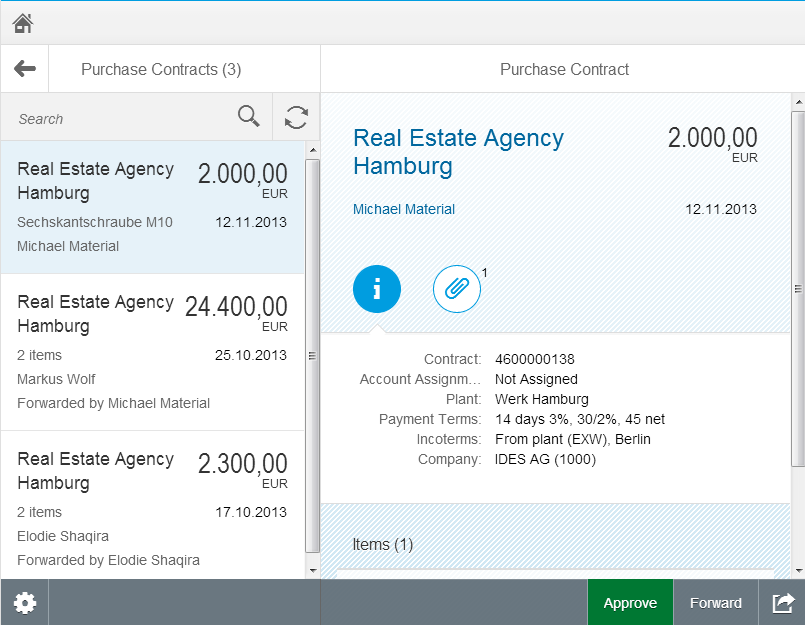 Purchase Contracts (3)
Purchase Contract
Search
Real Estate Agency
Hamburg
2.000,00
EUR
Sechskantschraube M10
12.11.2013
Michael Material
Real Estate Agency
Hamburg
24.400,00
EUR
2 items
25.10.2013
Markus Wolf
Forwarded by Michael Material
Real Estate Agency
Hamburg
2.300,00
EUR
2 items
17.10.2013
Elodie Shaqira
Forwarded by Elodie Shaqira
Real Estate Agency
Hamburg
2.000,00
EUR
Michael Material
12.11.2013
1
Contract: 4600000138
Account Assignm... Not Assigned
Plant: Werk Hamburg
Payment Terms: 14 days 3%, 30/2%, 45 net
Incoterms: From plant (EXW), Berlin
Company: IDES AG (1000)
Items (1)
Approve
Forward